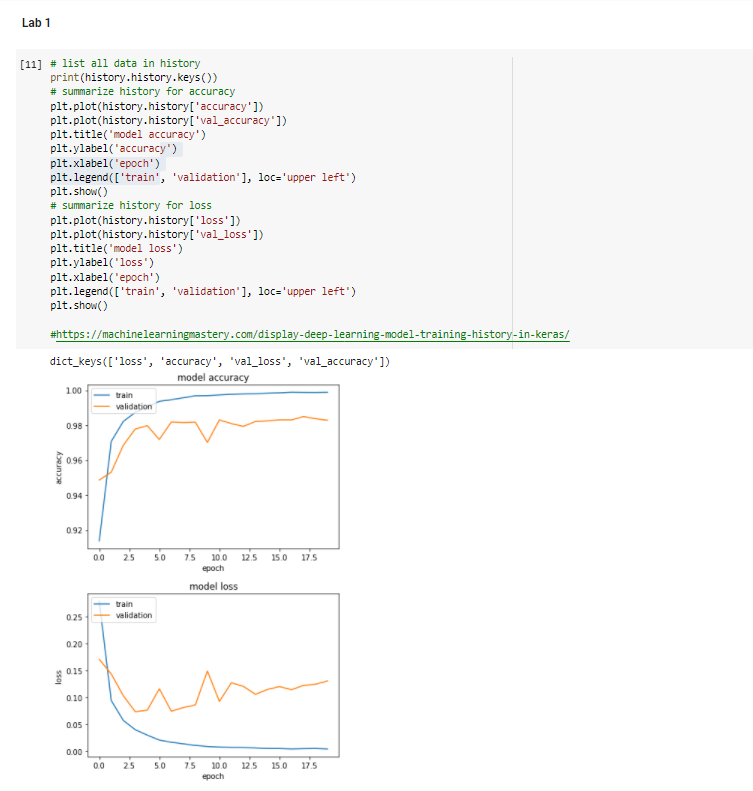 Lab 1
[11] # list all data in history
print(history.history.keys())
# summarize history for accuracy
plt.plot(history.history['accuracy'])
plt.plot(history.history['val_accuracy'])
plt.title('model accuracy')
plt.ylabel('accuracy')
plt.xlabel('epoch')
plt.legend(['train', 'validation'], loc='upper left')
plt.show()
# summarize history for loss
plt.plot(history.history['loss'])
plt.plot(history.history['val_loss'])
plt.title('model loss')
plt.ylabel('loss')
plt.xlabel('epoch')
plt.legend(['train', 'validation'], loc='upper left')
plt.show()
#https://machinelearningmastery.com/display-deep-learning-model-training-history-in-keras/
dict_keys(['loss', 'accuracy', 'val_loss', 'val_accuracy'])
model accuracy
train
validation
1.00
0.98
0.96
0.94
0.92
accuracy
0.0 2.5 5.0 7.5 10.0 12.5 15.0 17.5
epoch
model loss
train
validation
0.25
0.20
0.15
0.10
0.05
0.00
loss
0.0 2.5 5.0 7.5 10.0 12.5 15.0 17.5
epoch